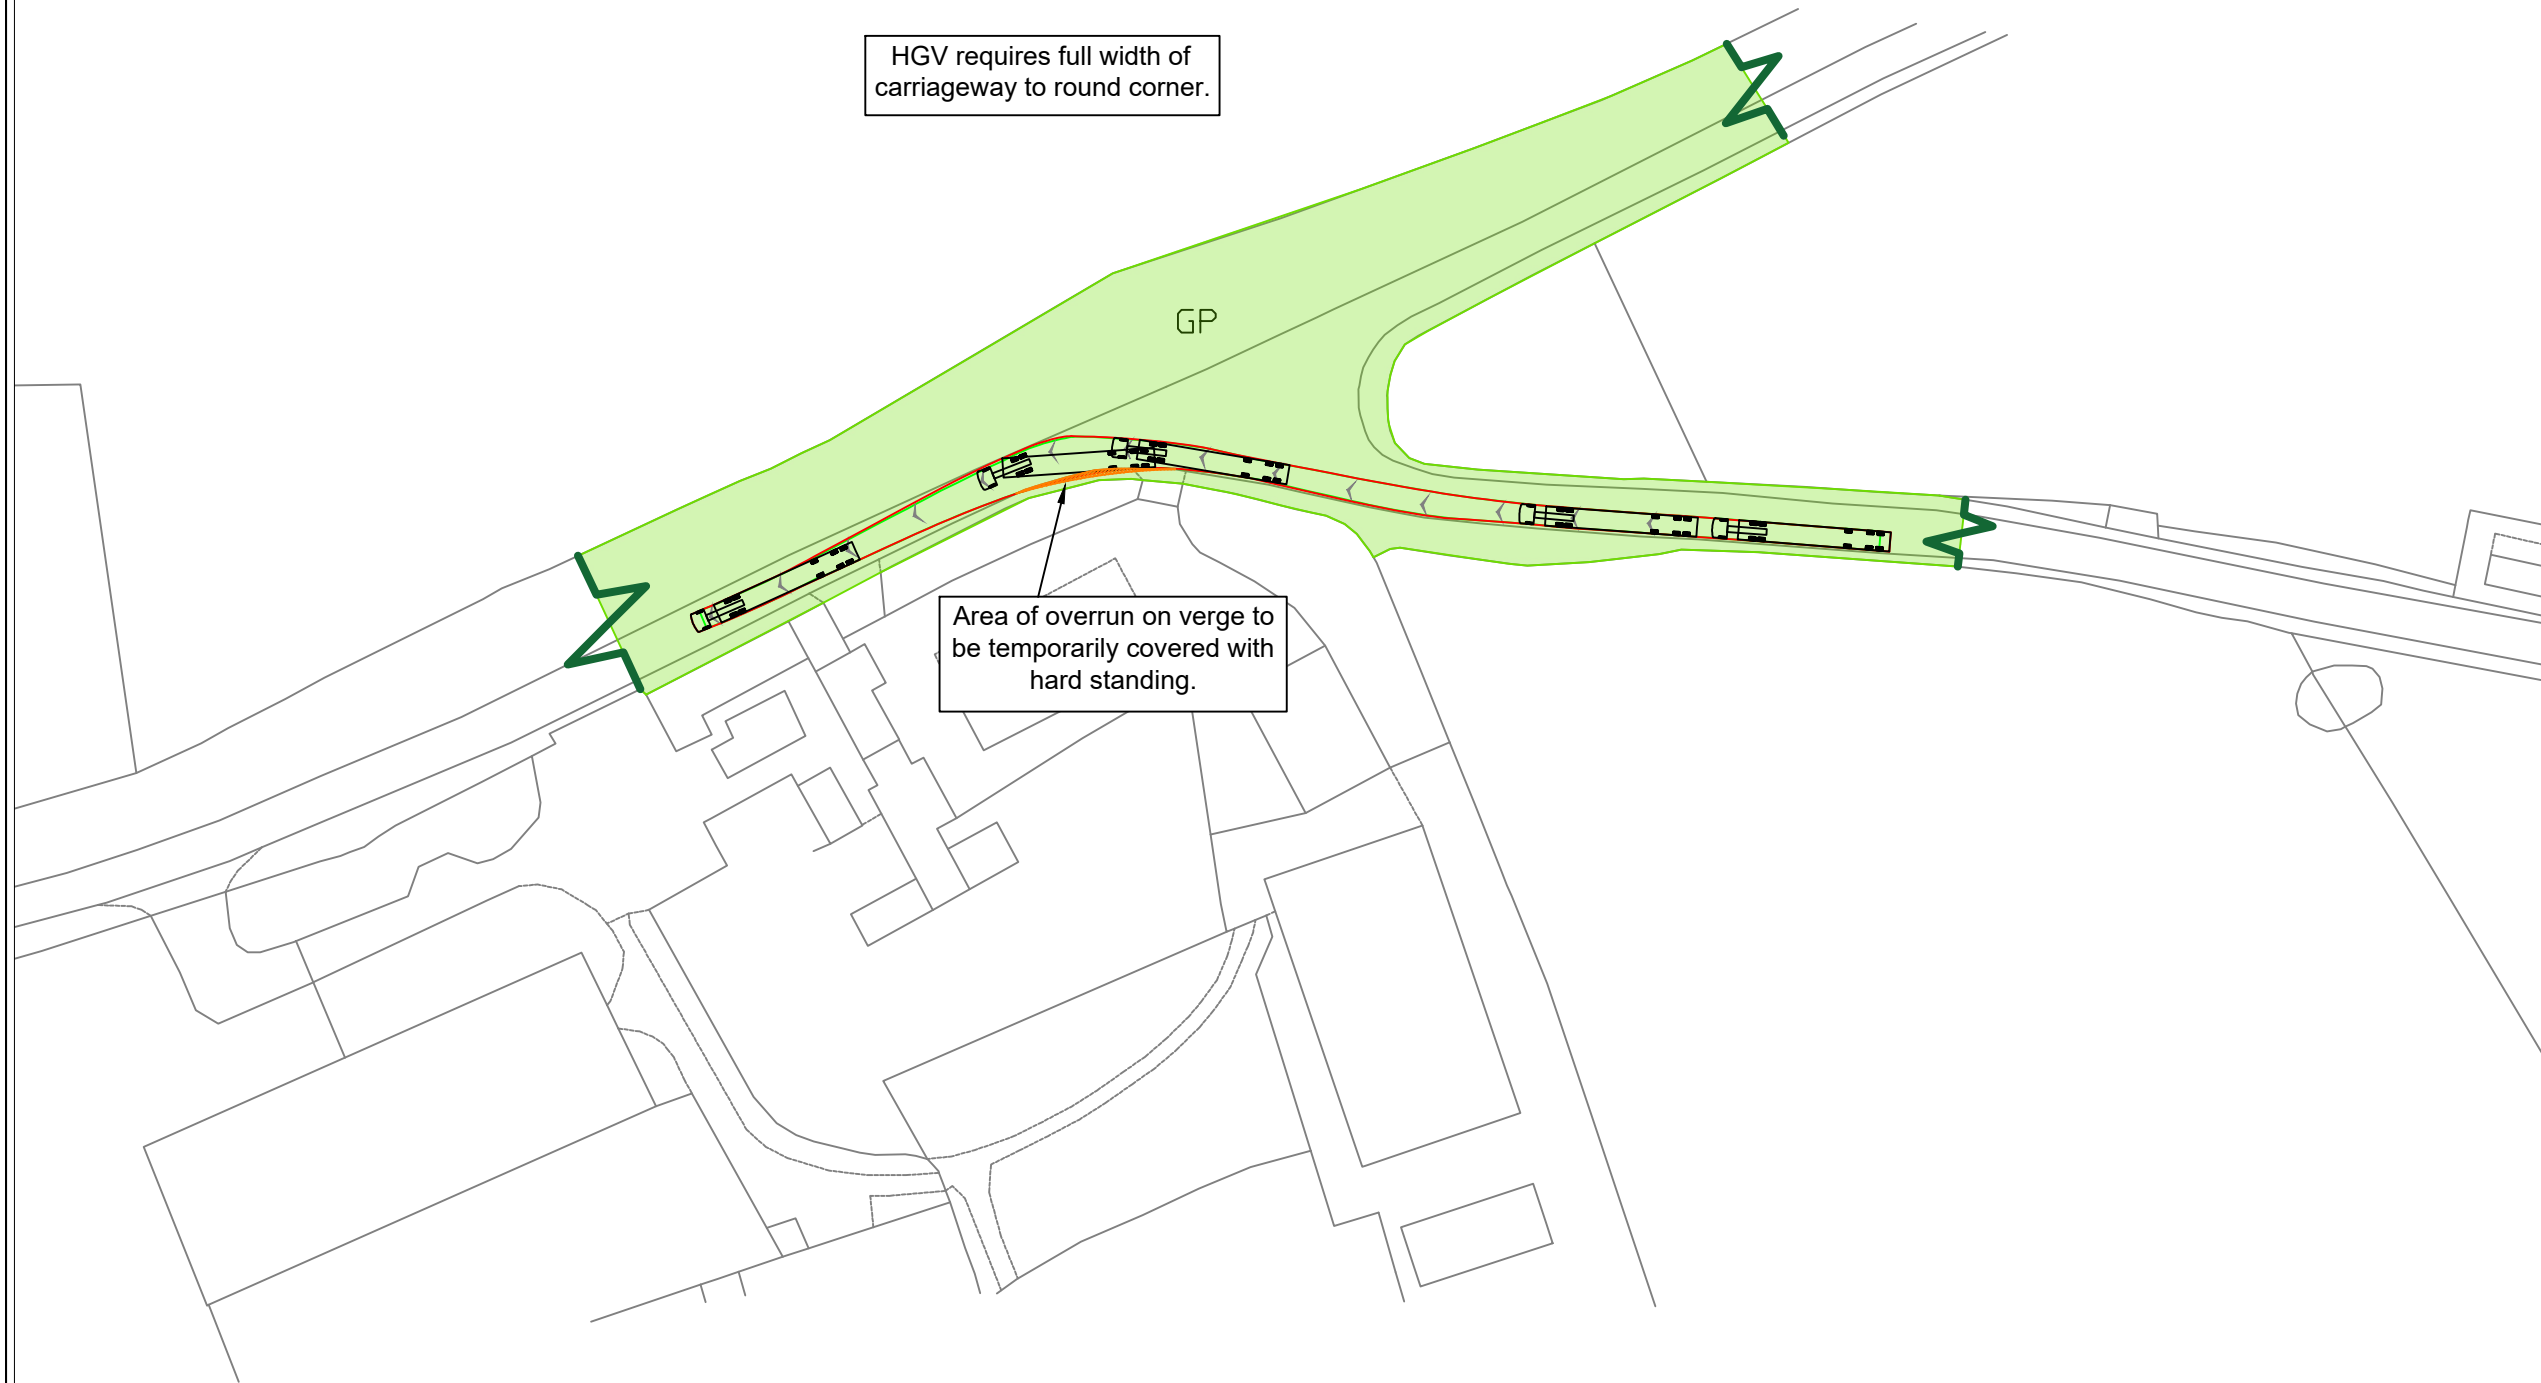 HGV requires full width of
carriageway to round corner.
GP
Area of overrun on verge to
be temporarily covered with
hard standing.